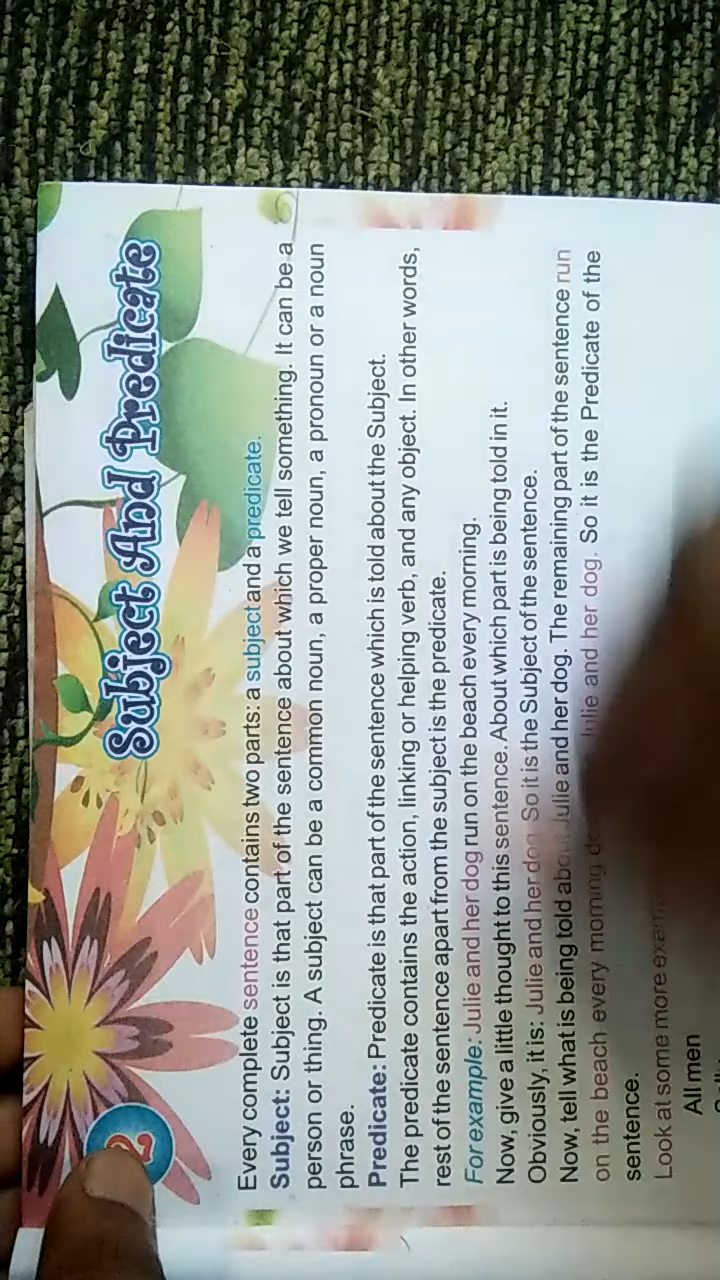 2
Subject And Predicate
Every complete sentence contains two parts: a subject and a predicate.
Subject: Subject is that part of the sentence about which we tell something. It can be a
person or thing. A subject can be a common noun, a proper noun, a pronoun or a noun
phrase.
Predicate: Predicate is that part of the sentence which is told about the Subject.
The predicate contains the action, linking or helping verb, and any object. In other words,
rest of the sentence apart from the subject is the predicate.
For example: Julie and her dog run on the beach every morning.
Now, give a little thought to this sentence. About which part is being told in it.
Obviously, it is: Julie and her dog. So it is the Subject of the sentence.
Now, tell what is being told about Julie and her dog. The remaining part of the sentence run
on the beach every morning Julie and her dog. So it is the Predicate of the
sentence.
Look at some more
All men